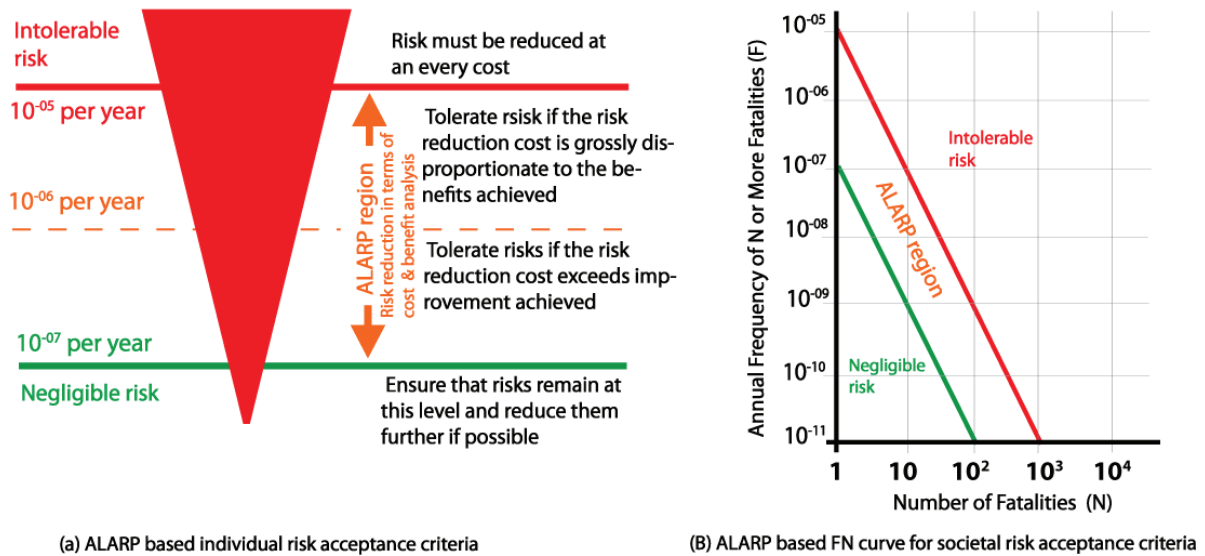 Intolerable
risk
Risk must be reduced at
an every cost
10⁻⁰⁵ per year
Tolerate rsisk if the risk
reduction cost is grossly dis-
proportionate to the be-
nefits achieved
10⁻⁰⁶ per year
ALARP region
Risk reduction in terms of
cost & benefit analysis
Tolerate risks if the risk
reduction cost exceeds imp-
rovement achieved
10⁻⁰⁷ per year
Negligible risk
Ensure that risks remain at
this level and reduce them
further if possible
(a) ALARP based individual risk acceptance criteria
Annual Frequency of N or More Fatalities (F)
10⁻⁰⁵
10⁻⁰⁶
10⁻⁰⁷
10⁻⁰⁸
10⁻⁰⁹
10⁻¹⁰
10⁻¹¹
Intolerable
risk
ALARP region
Negligible
risk
1 10 10² 10³ 10⁴
Number of Fatalities (N)
(B) ALARP based FN curve for societal risk acceptance criteria